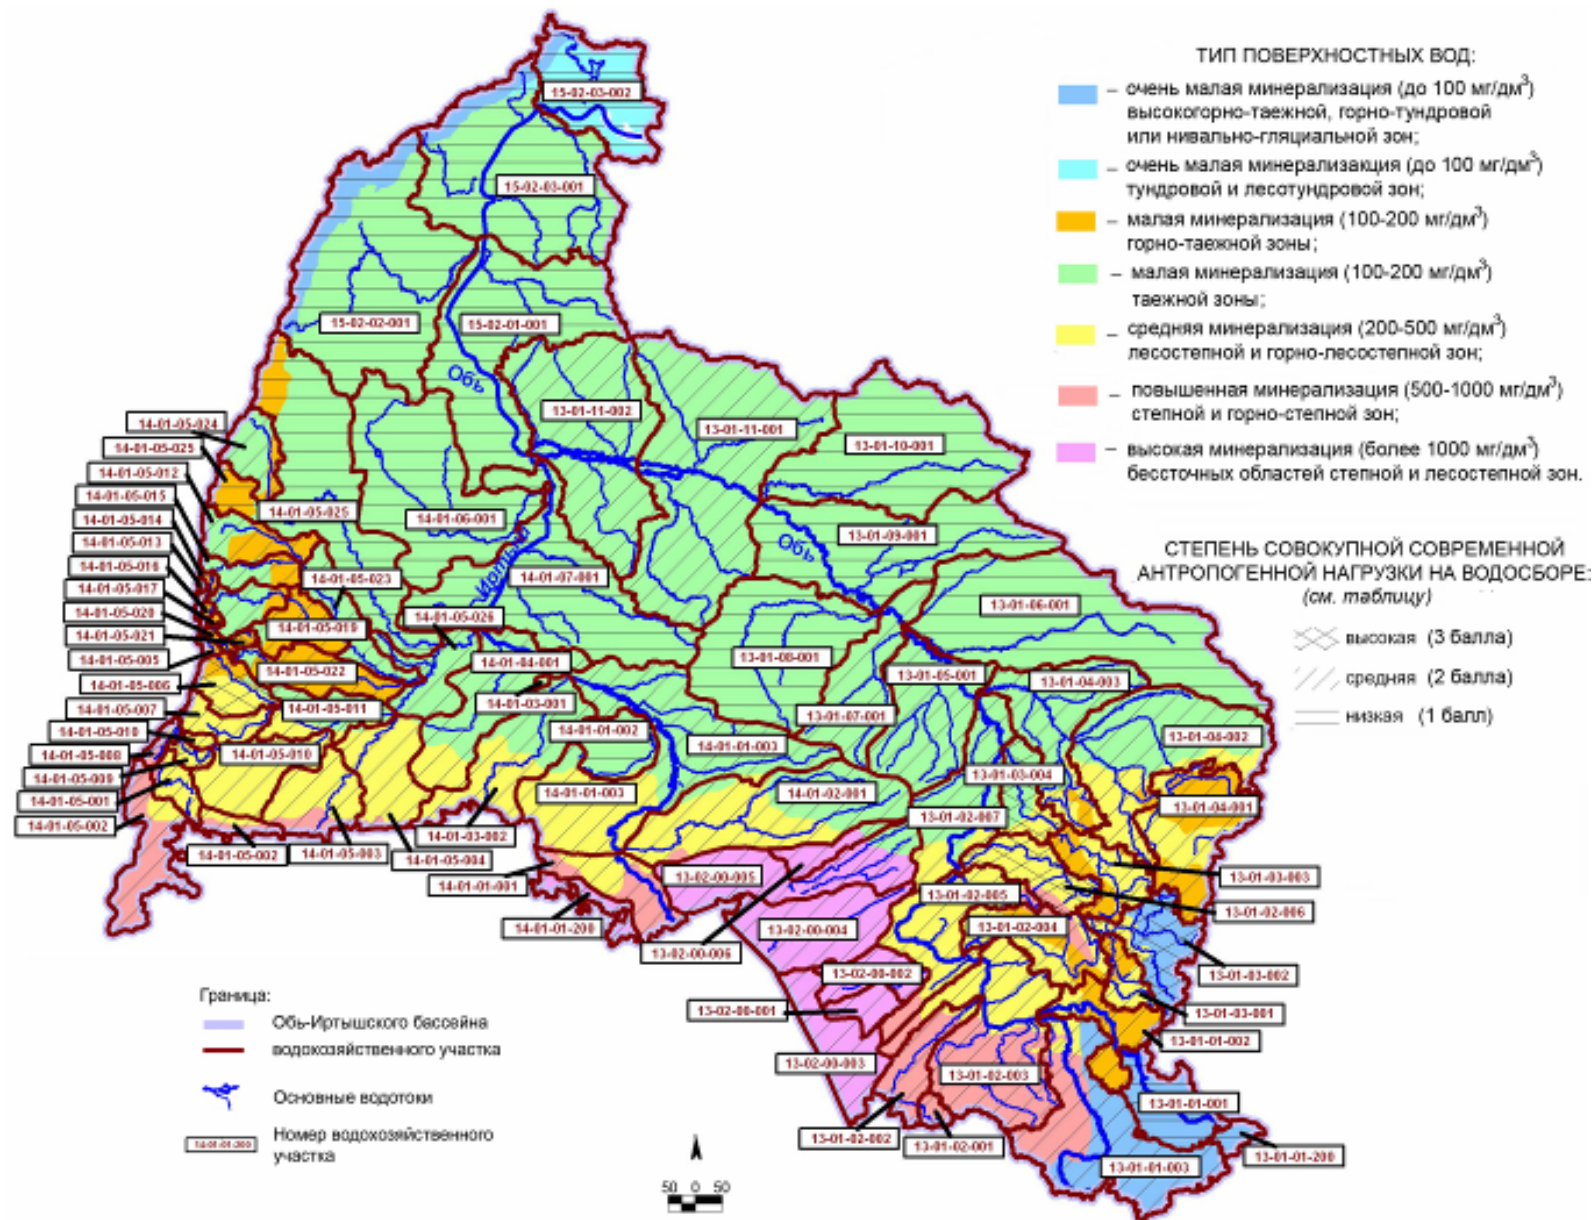 ТИП ПОВЕРХНОСТНЫХ ВОД:
– очень малая минерализация (до 100 мг/дм³)
высокогорно-таежной, горно-тундровой
или нивально-гляциальной зон;
– очень малая минерализакция (до 100 мг/дм³)
тундровой и лесотундровой зон;
– малая минерализация (100-200 мг/дм³)
горно-таежной зоны;
– малая минерализация (100-200 мг/дм³)
таежной зоны;
– средняя минерализация (200-500 мг/дм³)
лесостепной и горно-лесостепной зон;
– повышенная минерализация (500-1000 мг/дм³)
степной и горно-степной зон;
– высокая минерализация (более 1000 мг/дм³)
бессточных областей степной и лесостепной зон.
СТЕПЕНЬ СОВОКУПНОЙ СОВРЕМЕННОЙ
АНТРОПОГЕННОЙ НАГРУЗКИ НА ВОДОСБОРЕ:
(см. таблицу)
высокая (3 балла)
средняя (2 балла)
низкая (1 балл)
15-02-03-002
15-02-03-001
15-02-02-001
15-02-01-001
Обь
13-01-11-002
13-01-11-001
13-01-10-001
14-01-05-024
14-01-05-025
14-01-05-012
14-01-05-015
14-01-05-014
14-01-05-013
14-01-05-016
14-01-05-017
14-01-05-020
14-01-05-021
14-01-05-005
14-01-05-006
14-01-05-007
14-01-05-010
14-01-05-008
14-01-05-009
14-01-05-001
14-01-05-002
14-01-05-025
14-01-06-001
Иртыш
Обь
13-01-09-001
14-01-05-023
14-01-07-001
14-01-05-019
14-01-05-026
13-01-06-001
14-01-05-022
14-01-04-001
13-01-08-001
13-01-05-001
13-01-04-003
14-01-05-011
14-01-03-001
13-01-07-001
14-01-01-002
14-01-01-003
13-01-04-002
14-01-05-010
14-01-01-003
14-01-02-001
13-01-03-004
13-01-04-001
13-01-02-007
14-01-03-002
14-01-05-002
14-01-05-003
14-01-05-004
14-01-01-001
13-02-00-005
13-01-03-003
13-01-02-005
13-01-02-006
14-01-01-200
13-02-00-004
13-01-02-004
13-02-00-006
13-02-00-002
13-01-03-002
13-02-00-001
13-01-03-001
13-01-01-002
13-02-00-003
13-01-02-003
13-01-01-001
13-01-02-002
13-01-02-001
13-01-01-200
13-01-01-003
Граница:
Обь-Иртышского бассейна
водохозяйственного участка
Основные водотоки
14-01-01-200
Номер водохозяйственного
участка
50 0 50